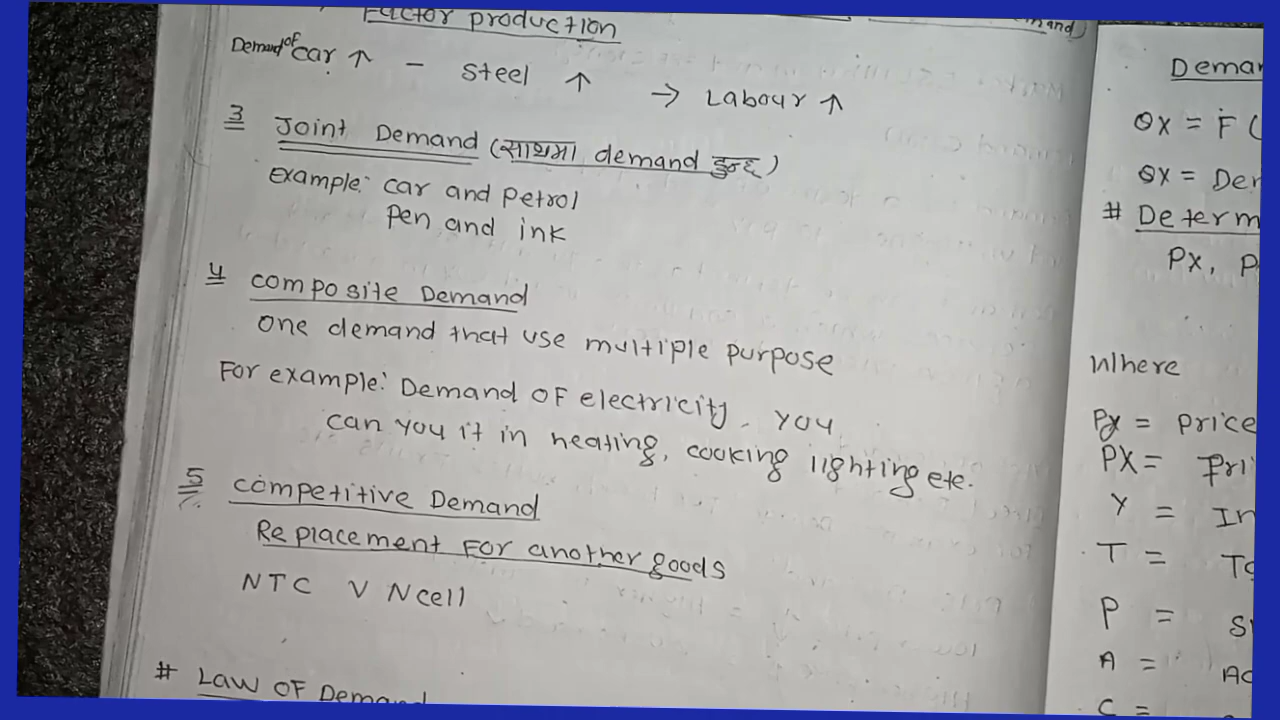 Factor production
Demand of car ↑ - steel ↑ → Labour ↑
3 Joint Demand (साथमा demand हुन्छ)
Example: car and petrol
pen and ink
4 composite Demand
one demand that use multiple purpose
For example: Demand of electricity, you
can you it in heating, cooking lighting etc.
5 competitive Demand
Replacement for another goods
NTC V Ncell
# Law of Demand
QX = F (
QX = Der
# Determ
PX, P
Where
Py = price
PX = Pri
Y = In
T =
P =
A =
C =